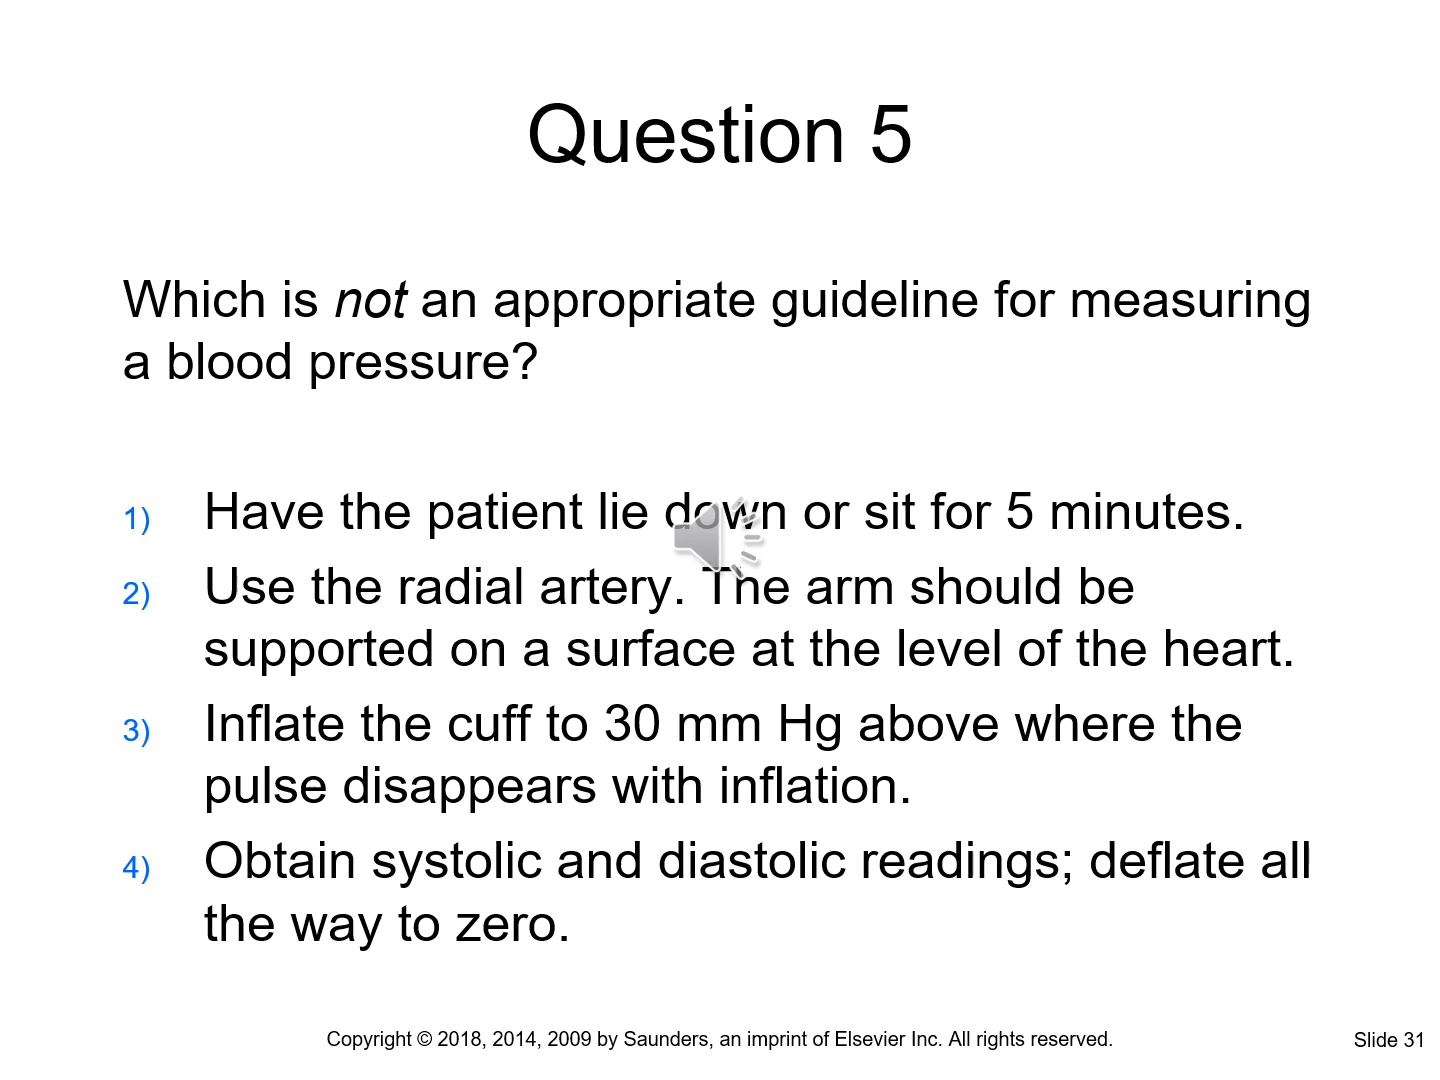 Question 5
Which is not an appropriate guideline for measuring
a blood pressure?
1) Have the patient lie down or sit for 5 minutes.
2) Use the radial artery. The arm should be
supported on a surface at the level of the heart.
3) Inflate the cuff to 30 mm Hg above where the
pulse disappears with inflation.
4) Obtain systolic and diastolic readings; deflate all
the way to zero.
Copyright © 2018, 2014, 2009 by Saunders, an imprint of Elsevier Inc. All rights reserved.
Slide 31